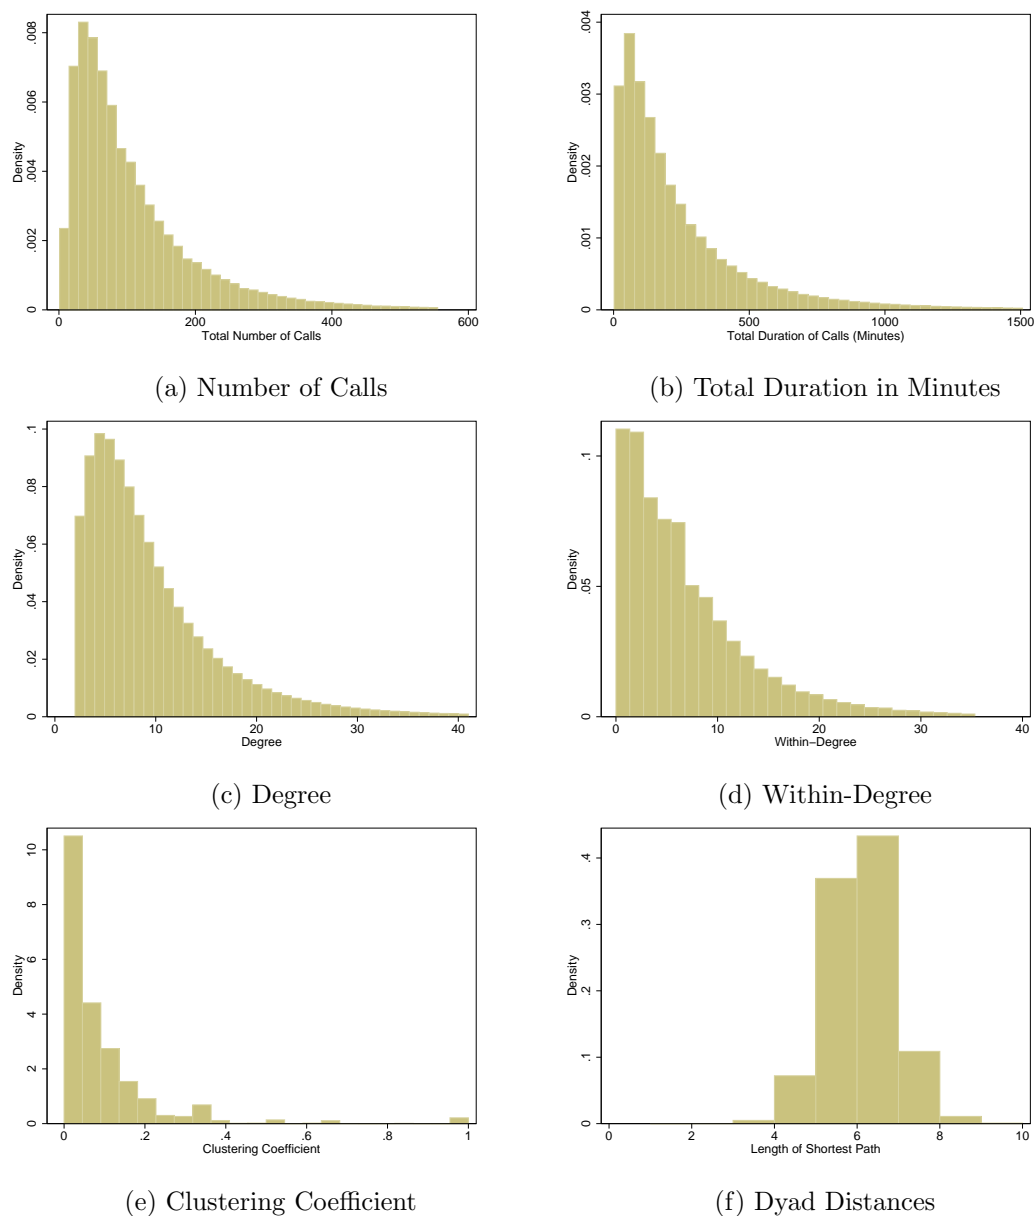 Density
0 .002 .004 .006 .008
0 200 400 600
Total Number of Calls
(a) Number of Calls
Density
0 .001 .002 .003 .004
0 500 1000 1500
Total Duration of Calls (Minutes)
(b) Total Duration in Minutes
Density
0 .02 .04 .06 .08 .1
0 10 20 30 40
Degree
(c) Degree
Density
0 .05 .1
0 10 20 30 40
Within−Degree
(d) Within-Degree
Density
0 2 4 6 8 10
0 .2 .4 .6 .8 1
Clustering Coefficient
(e) Clustering Coefficient
Density
0 .1 .2 .3 .4
0 2 4 6 8 10
Length of Shortest Path
(f) Dyad Distances